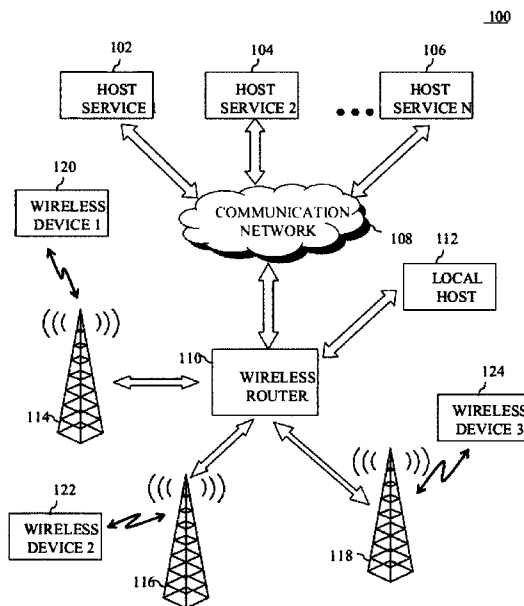 100
102
104
106
HOST
SERVICE 1
HOST
SERVICE 2
HOST
SERVICE N
120
WIRELESS
DEVICE 1
COMMUNICATION
NETWORK
108
112
LOCAL
HOST
110
WIRELESS
ROUTER
114
124
WIRELESS
DEVICE 3
122
WIRELESS
DEVICE 2
116
118